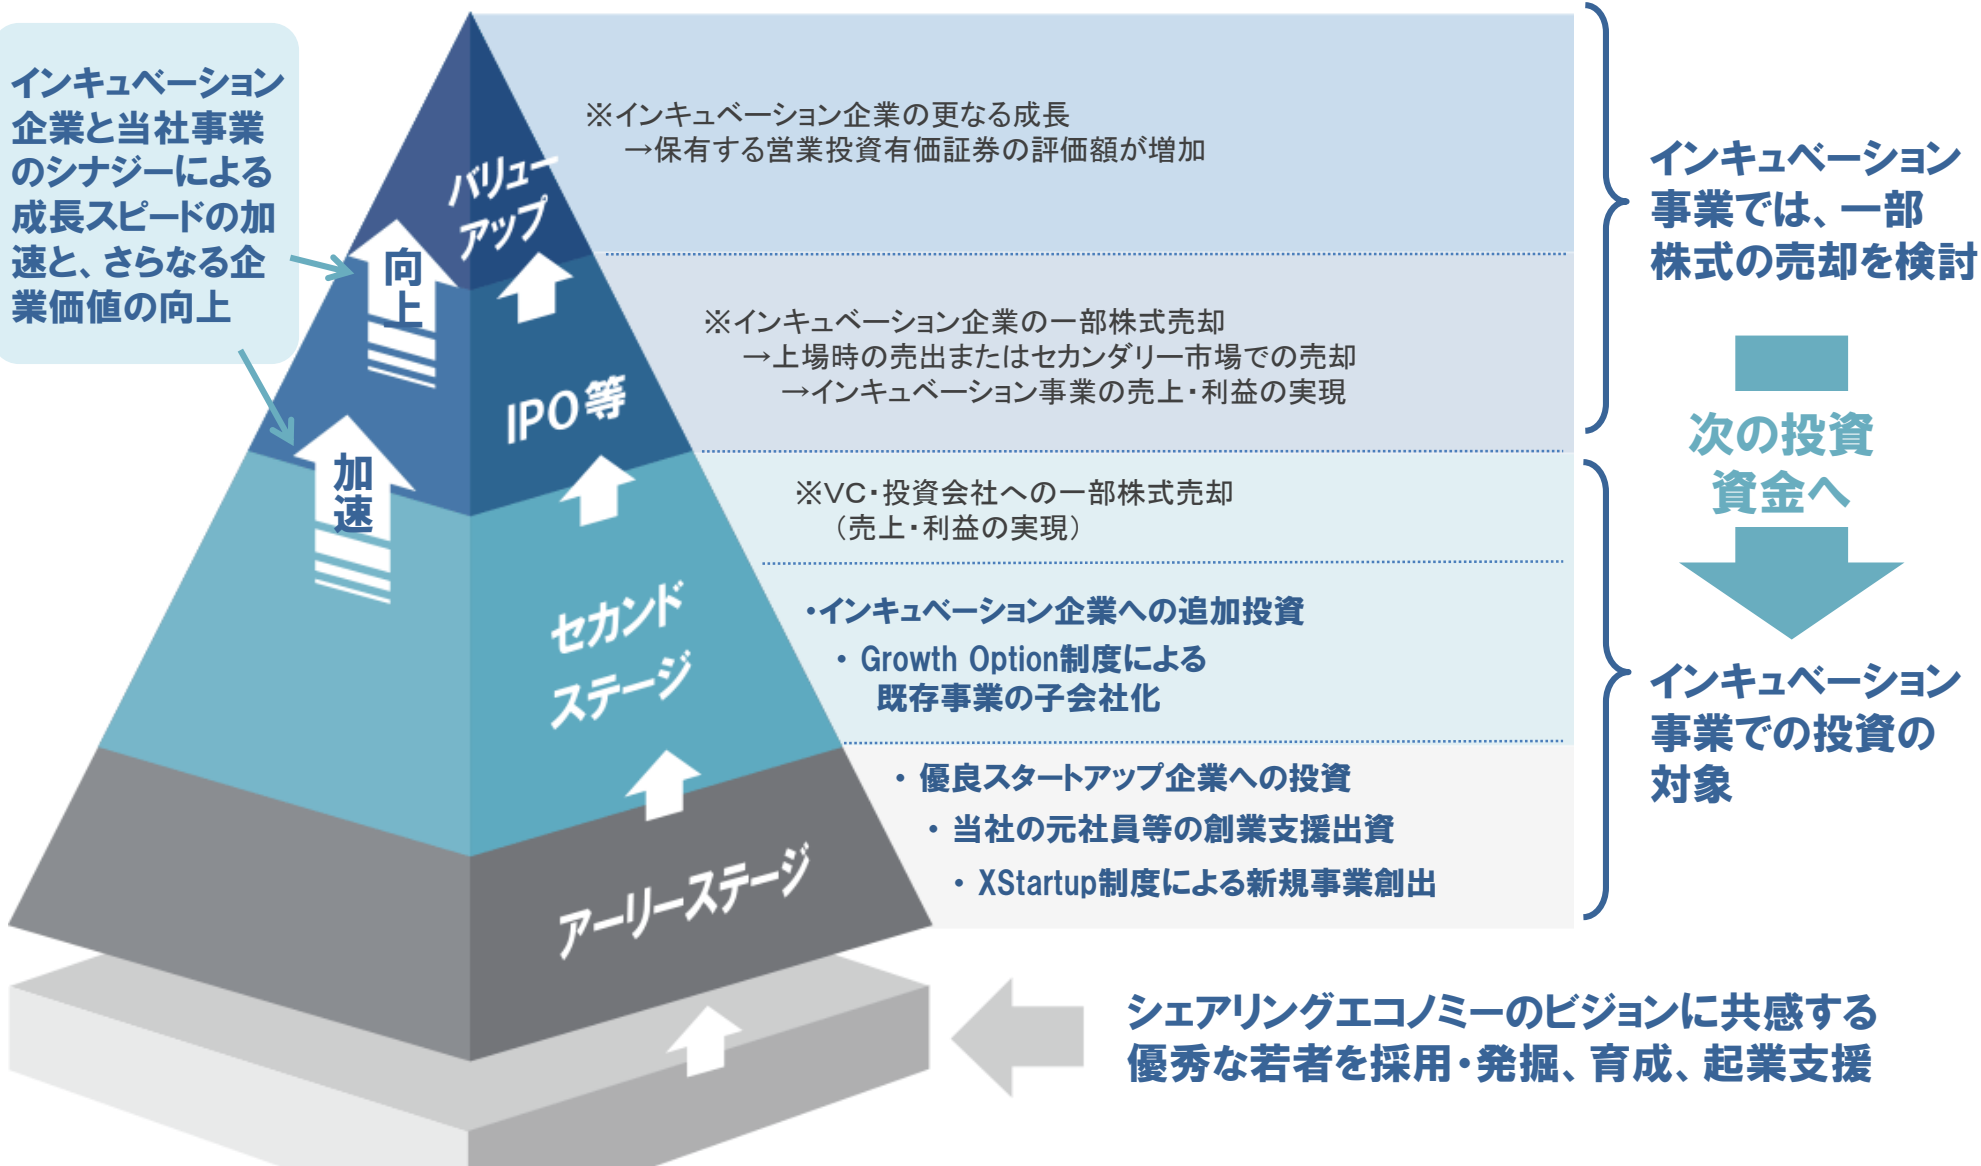 インキュベーション
企業と当社事業
のシナジーによる
成長スピードの加
速と、さらなる企
業価値の向上
向上
加速
バリュー
アップ
IPO等
セカンド
ステージ
アーリーステージ
※インキュベーション企業の更なる成長
→保有する営業投資有価証券の評価額が増加
※インキュベーション企業の一部株式売却
→上場時の売出またはセカンダリー市場での売却
→インキュベーション事業の売上・利益の実現
※VC・投資会社への一部株式売却
（売上・利益の実現）
・インキュベーション企業への追加投資
・Growth Option制度による
既存事業の子会社化
・優良スタートアップ企業への投資
・当社の元社員等の創業支援出資
・XStartup制度による新規事業創出
インキュベーション
事業では、一部
株式の売却を検討
次の投資
資金へ
インキュベーション
事業での投資の
対象
シェアリングエコノミーのビジョンに共感する
優秀な若者を採用・発掘、育成、起業支援